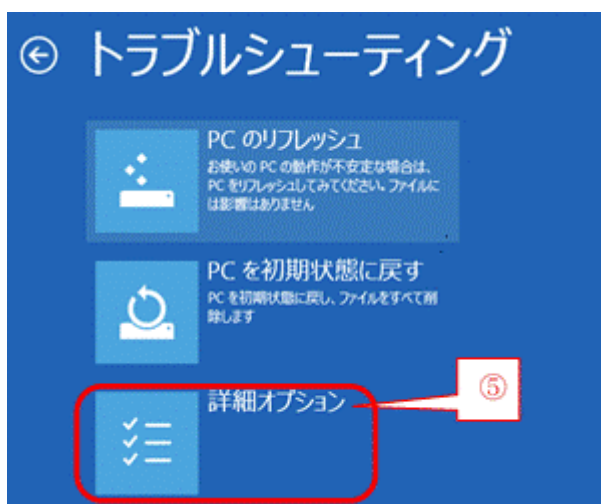 トラブルシューティング
PC のリフレッシュ
お使いの PC の動作が不安定な場合は、
PC をリフレッシュしてみてください。ファイルに
は影響はありません
PC を初期状態に戻す
PC を初期状態に戻し、ファイルをすべて削
除します
詳細オプション
⑤